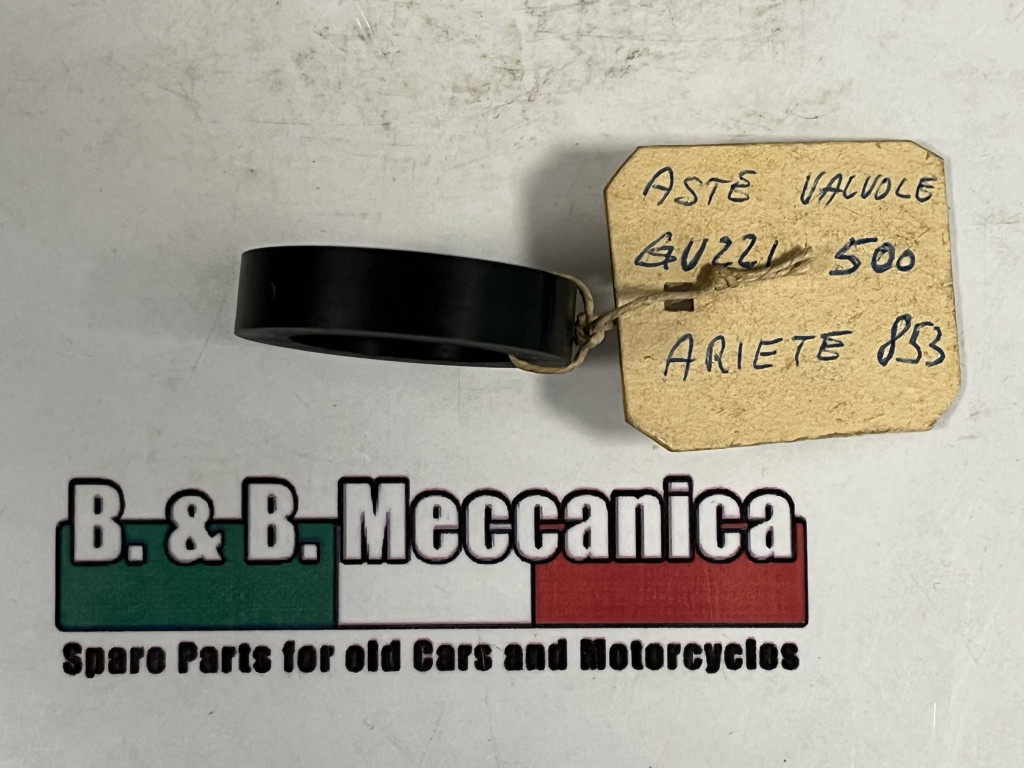 ASTE VALVOLE
GUZZI 500
ARIETE 853
B. & B. Meccanica
Spare Parts for old Cars and Motorcycles